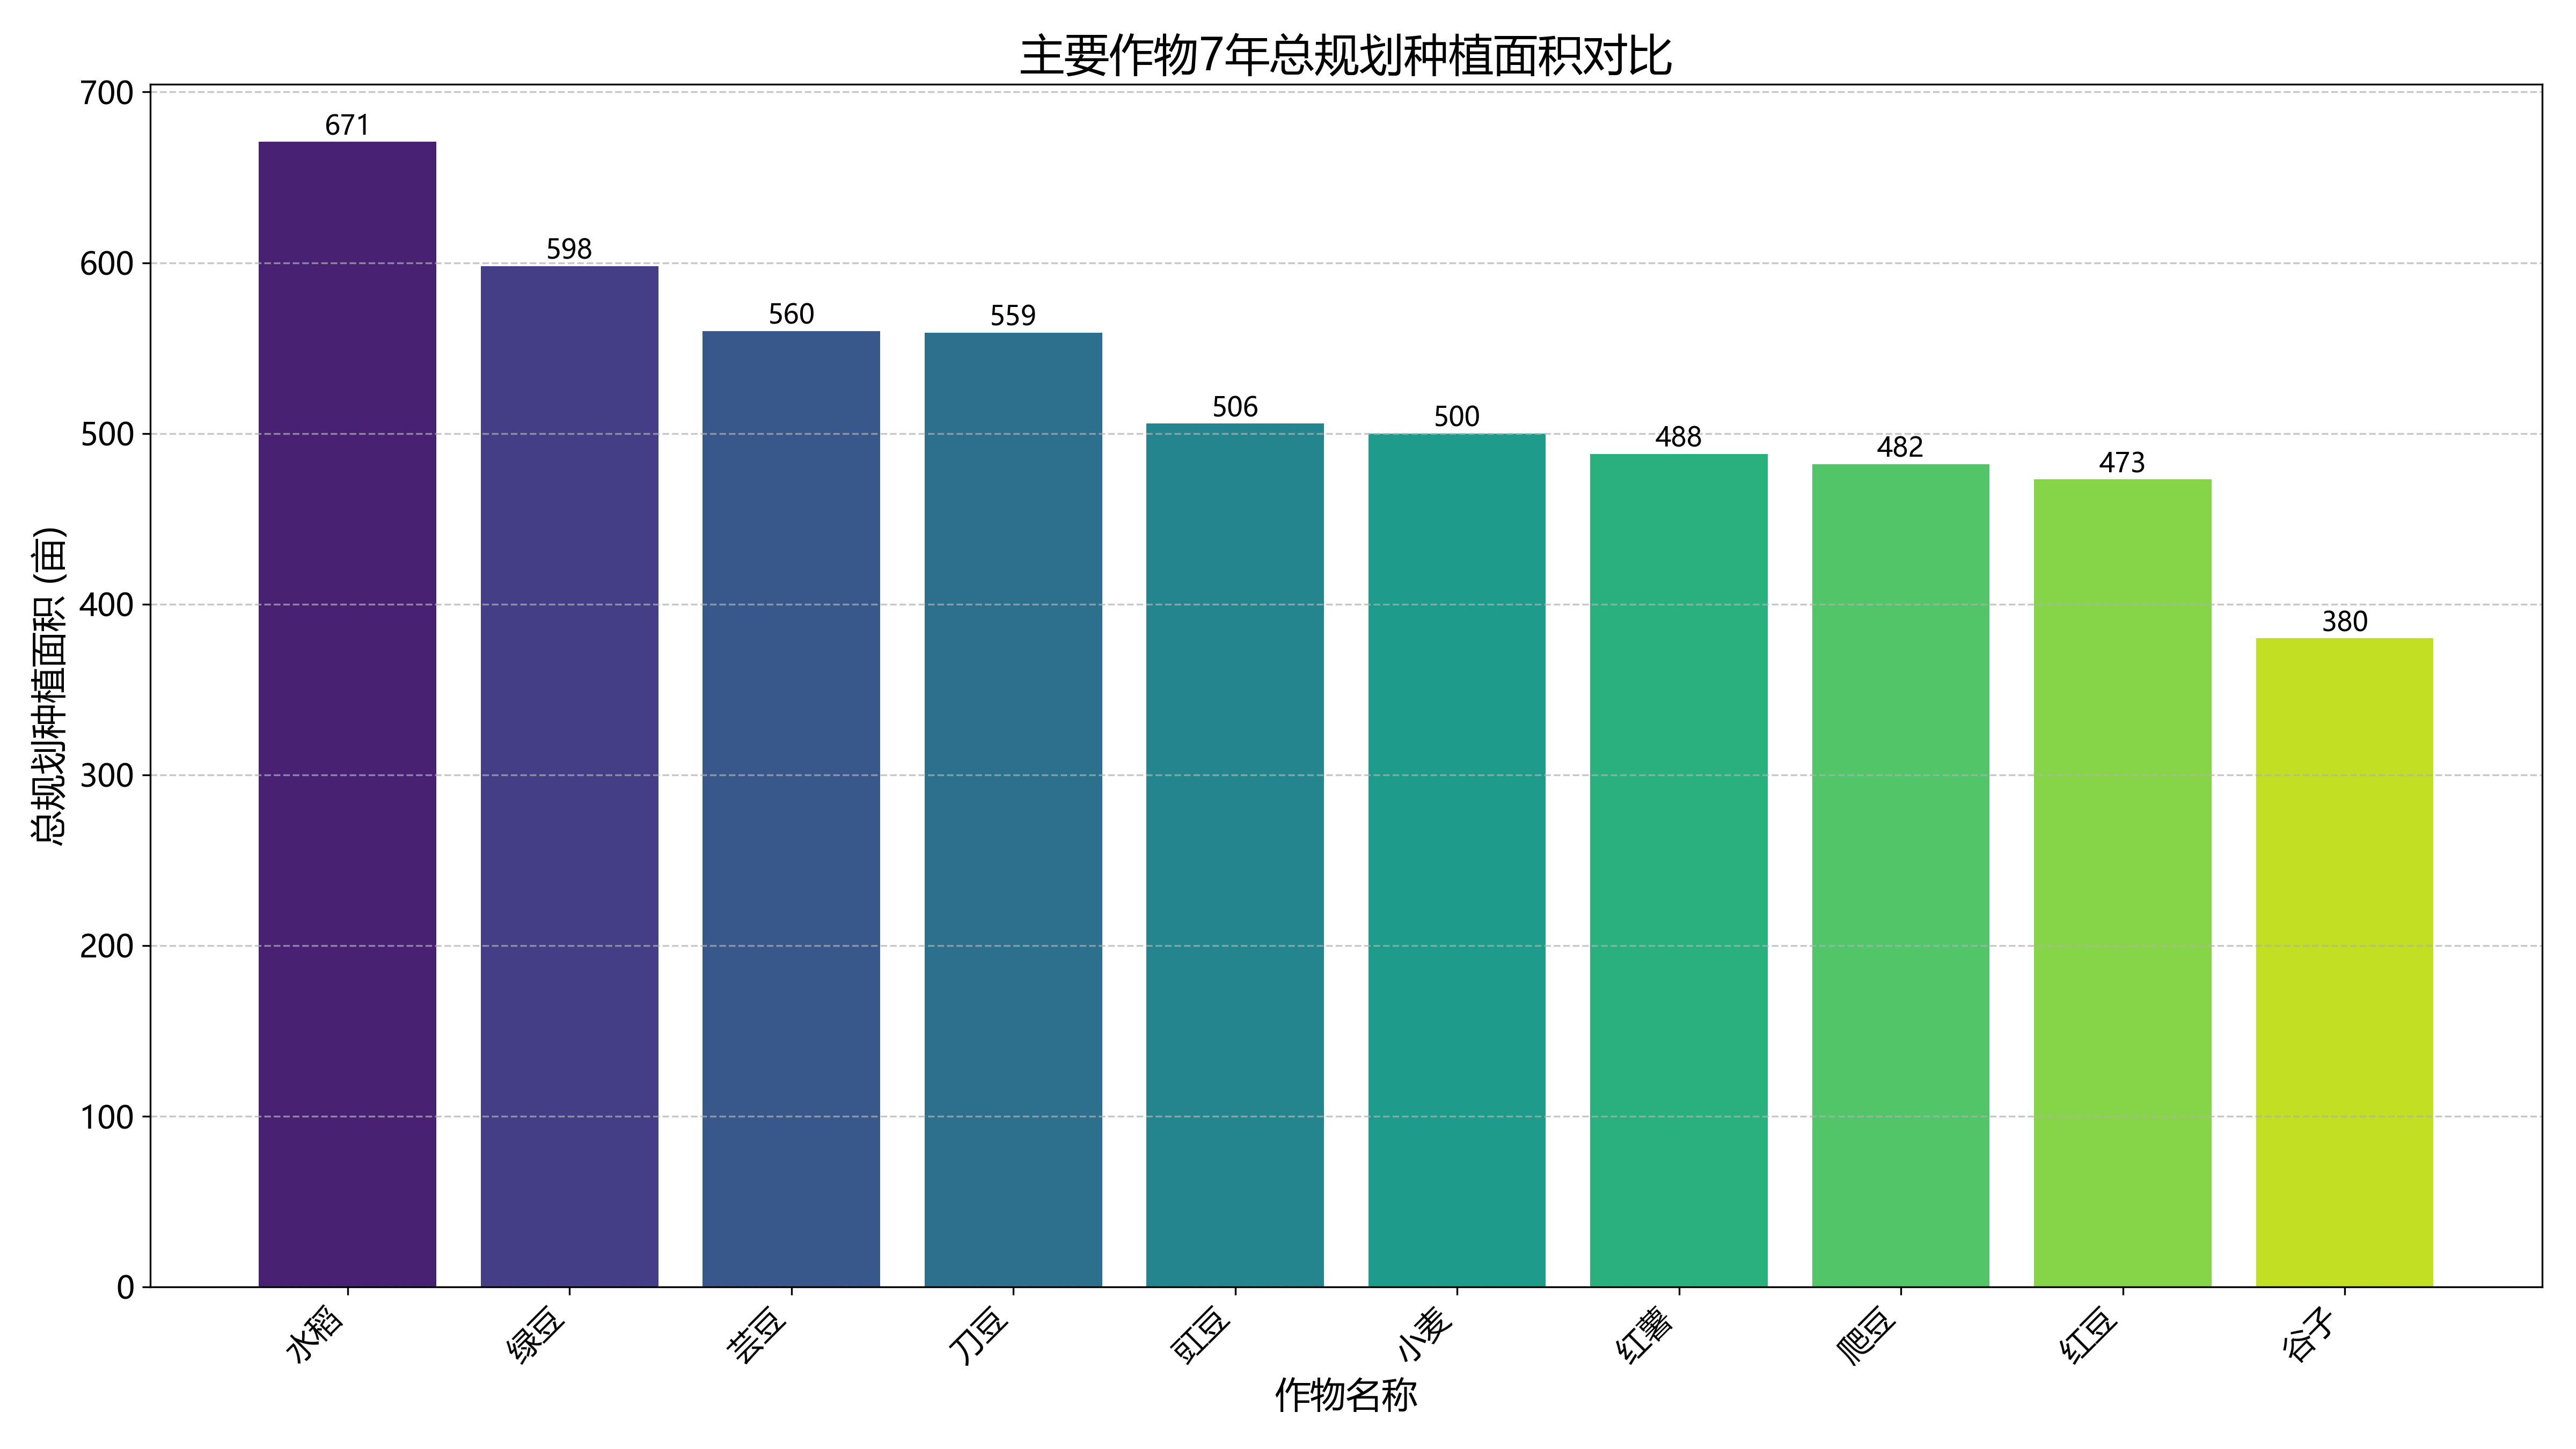 主要作物7年总规划种植面积对比
总规划种植面积 (亩)
700
600
500
400
300
200
100
0
671
598
560
559
506
500
488
482
473
380
水稻
绿豆
芸豆
刀豆
豇豆
小麦
红薯
爬豆
红豆
谷子
作物名称